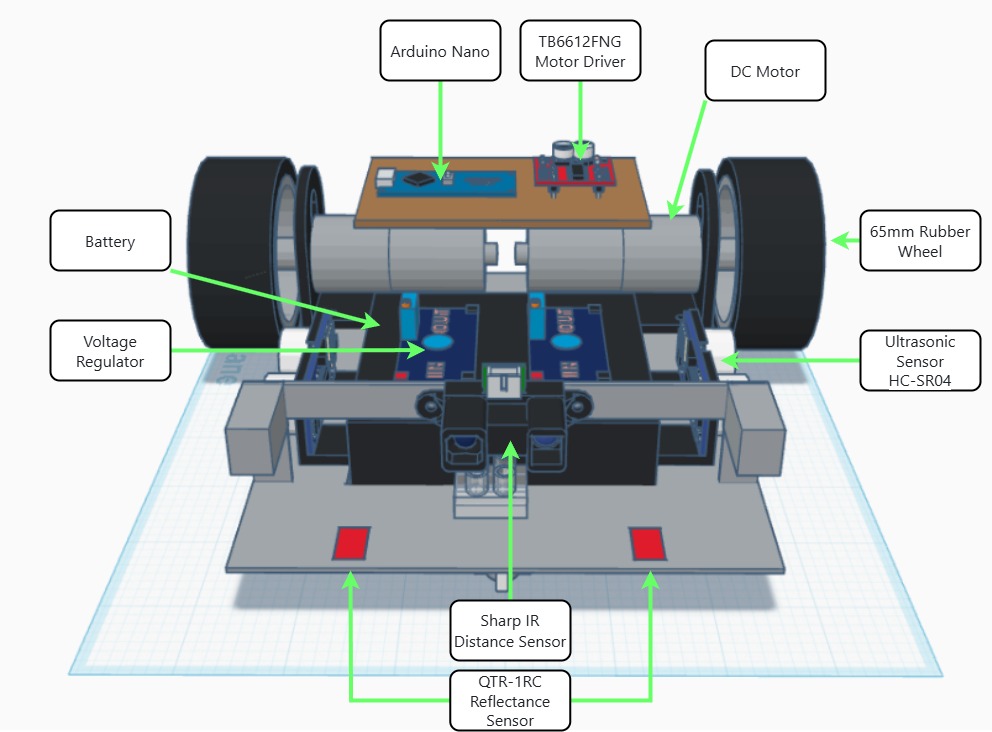 Arduino Nano
TB6612FNG
Motor Driver
DC Motor
Battery
65mm Rubber
Wheel
Voltage
Regulator
Ultrasonic
Sensor
HC-SR04
Sharp IR
Distance Sensor
QTR-1RC
Reflectance
Sensor